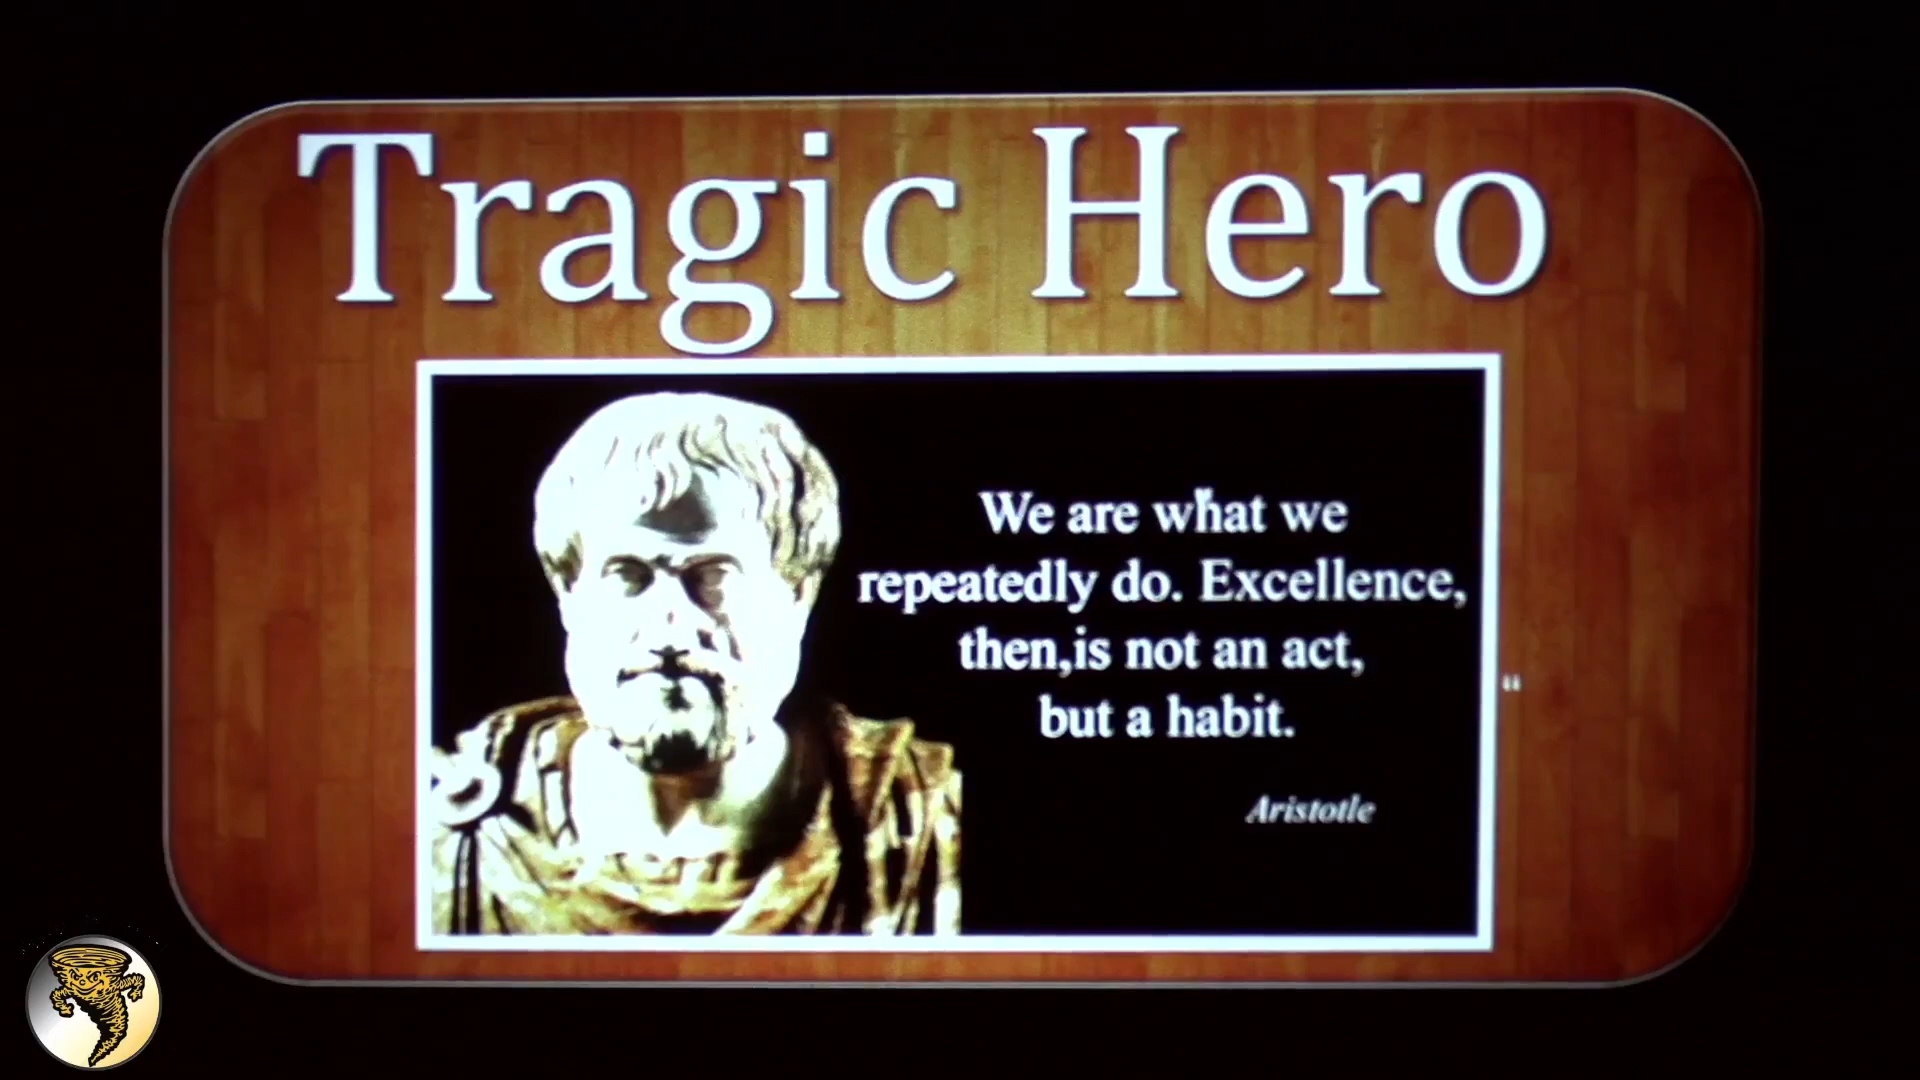 Tragic Hero
We are what we
repeatedly do. Excellence,
then,is not an act,
but a habit.
Aristotle